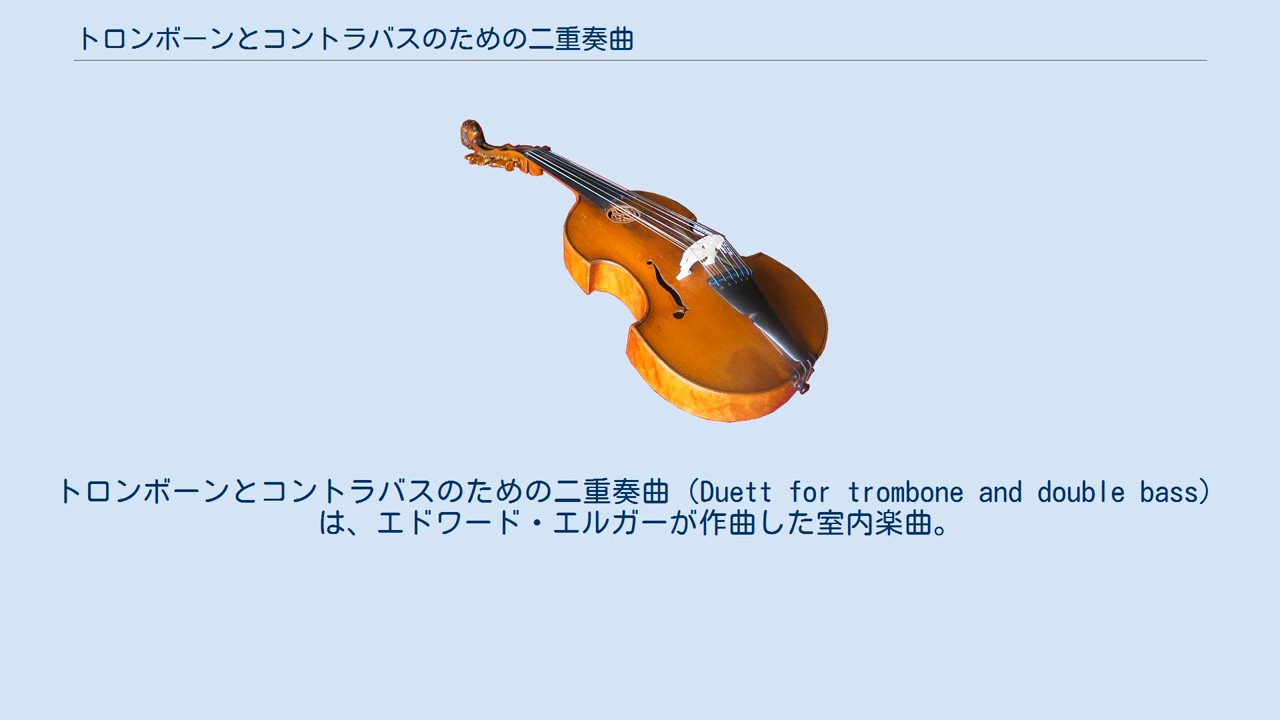 トロンボーンとコントラバスのための二重奏曲
トロンボーンとコントラバスのための二重奏曲（Duett for trombone and double bass）
は、エドワード・エルガーが作曲した室内楽曲。